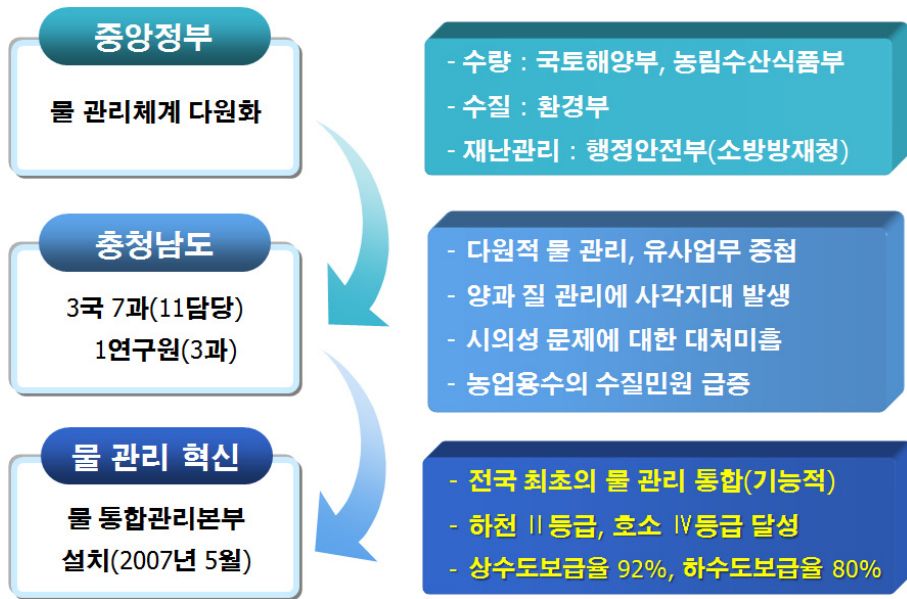 중앙정부
물 관리체계 다원화
- 수량 : 국토해양부, 농림수산식품부
- 수질 : 환경부
- 재난관리 : 행정안전부(소방방재청)
충청남도
3국 7과(11담당)
1연구원(3과)
- 다원적 물 관리, 유사업무 중첩
- 양과 질 관리에 사각지대 발생
- 시의성 문제에 대한 대처미흡
- 농업용수의 수질민원 급증
물 관리 혁신
물 통합관리본부
설치(2007년 5월)
- 전국 최초의 물 관리 통합(기능적)
- 하천 Ⅱ등급, 호소 Ⅳ등급 달성
- 상수도보급율 92%, 하수도보급율 80%